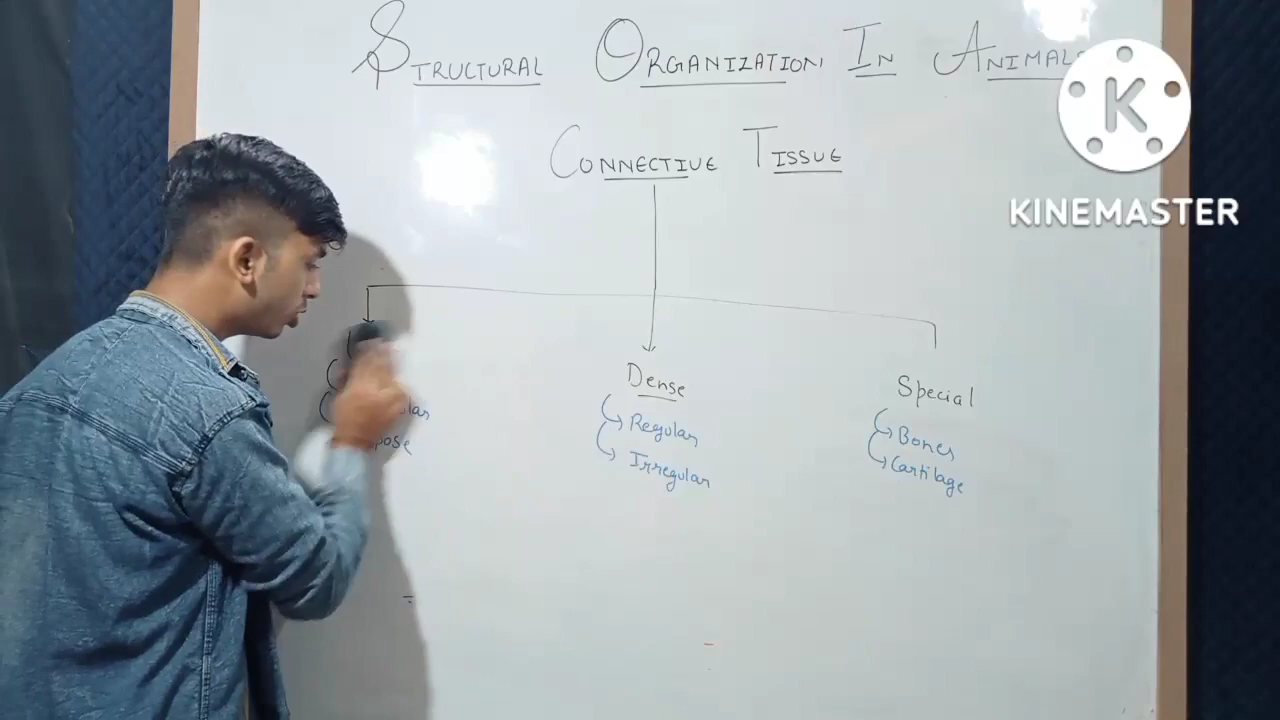 STRUCTURAL ORGANIZATION IN ANIMALS
CONNECTIVE TISSUE
KINEMASTER
Dense
Regular
Irregular
Special
Bones
Cartilage